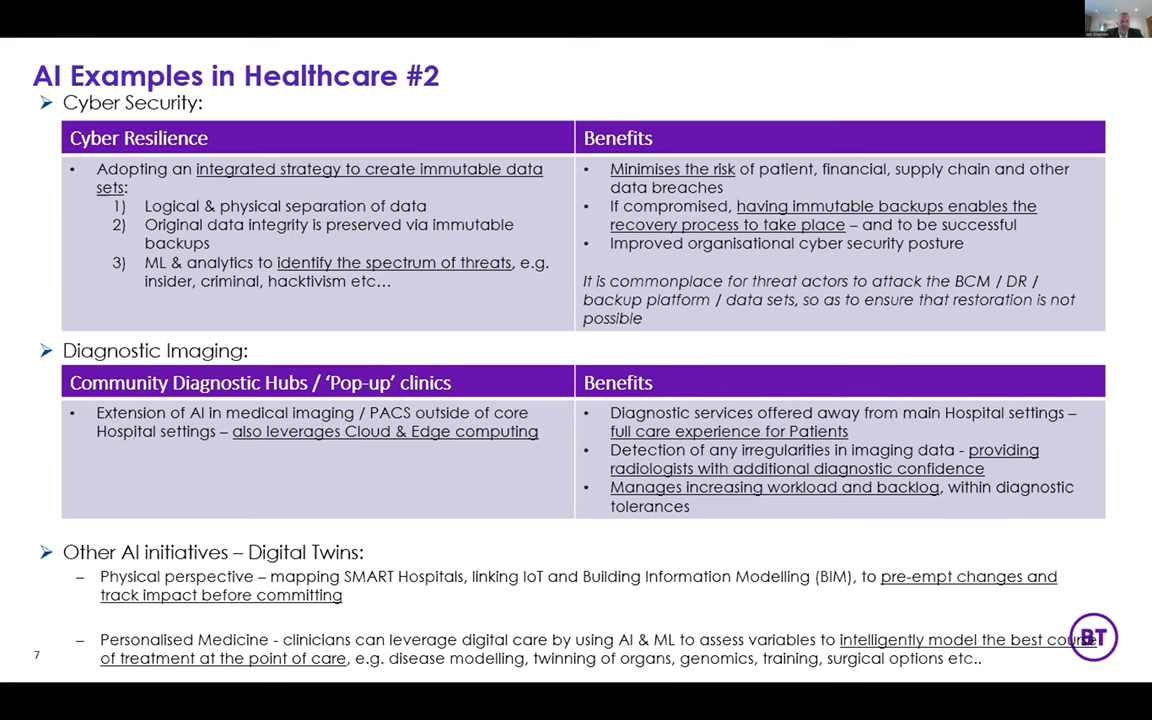 AI Examples in Healthcare #2
➢ Cyber Security:
Cyber Resilience
• Adopting an integrated strategy to create immutable data
sets:
1) Logical & physical separation of data
2) Original data integrity is preserved via immutable
backups
3) ML & analytics to identify the spectrum of threats, e.g.
insider, criminal, hacktivism etc…
Benefits
• Minimises the risk of patient, financial, supply chain and other
data breaches
• If compromised, having immutable backups enables the
recovery process to take place – and to be successful
• Improved organisational cyber security posture
It is commonplace for threat actors to attack the BCM / DR /
backup platform / data sets, so as to ensure that restoration is not
possible
➢ Diagnostic Imaging:
Community Diagnostic Hubs / ‘Pop-up’ clinics
• Extension of AI in medical imaging / PACS outside of core
Hospital settings – also leverages Cloud & Edge computing
Benefits
• Diagnostic services offered away from main Hospital settings –
full care experience for Patients
• Detection of any irregularities in imaging data - providing
radiologists with additional diagnostic confidence
• Manages increasing workload and backlog, within diagnostic
tolerances
➢ Other AI initiatives – Digital Twins:
– Physical perspective – mapping SMART Hospitals, linking IoT and Building Information Modelling (BIM), to pre-empt changes and
track impact before committing
– Personalised Medicine - clinicians can leverage digital care by using AI & ML to assess variables to intelligently model the best course
of treatment at the point of care, e.g. disease modelling, twinning of organs, genomics, training, surgical options etc..
BT
7